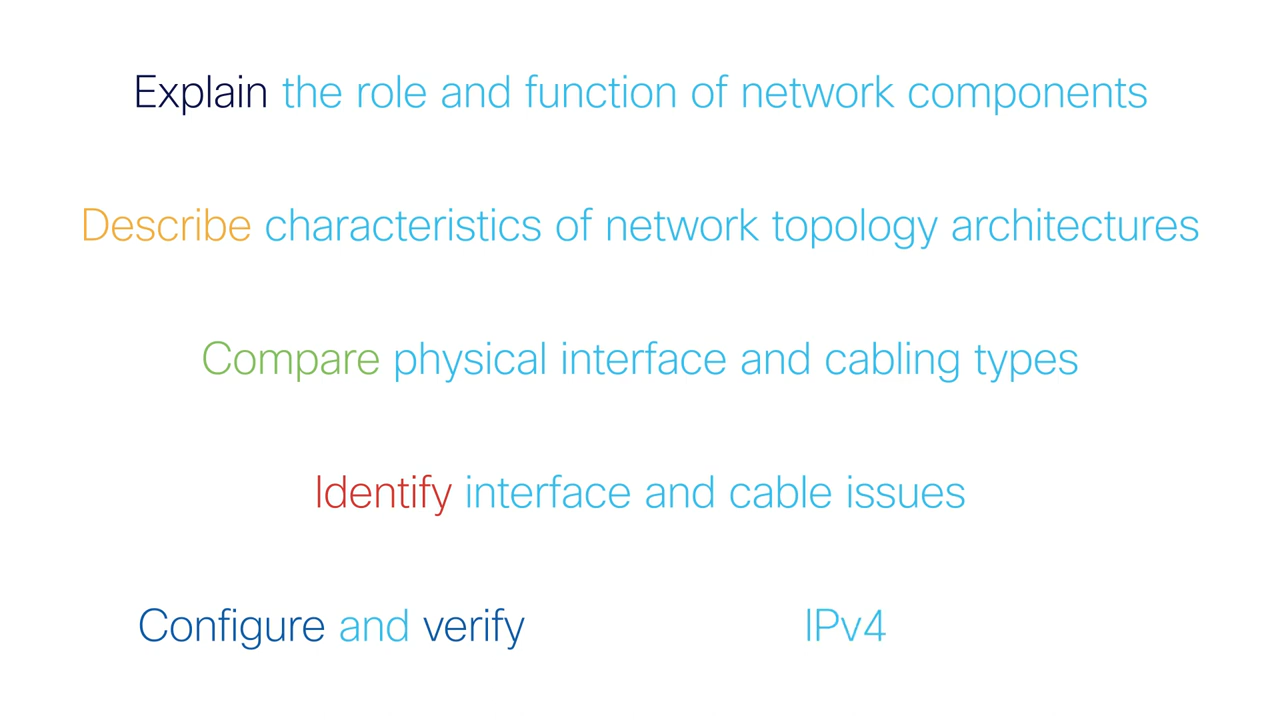 Explain the role and function of network components
Describe characteristics of network topology architectures
Compare physical interface and cabling types
Identify interface and cable issues
Configure and verify IPv4